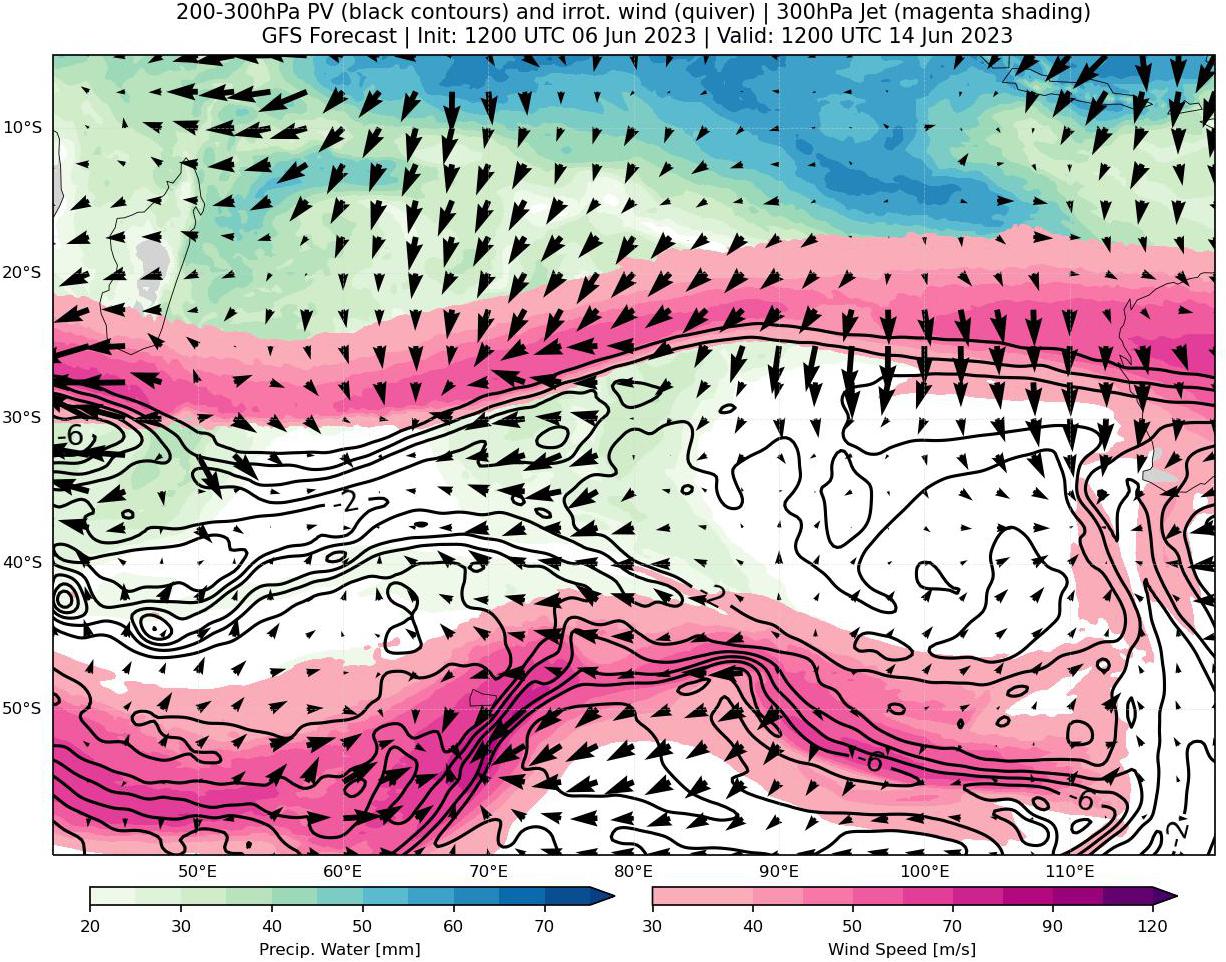 200-300hPa PV (black contours) and irrot. wind (quiver) | 300hPa Jet (magenta shading)
GFS Forecast | Init: 1200 UTC 06 Jun 2023 | Valid: 1200 UTC 14 Jun 2023
10°S
20°S
30°S
-6
-2
40°S
-2
50°S
-6
-6
-2
50°E 60°E 70°E 80°E 90°E 100°E 110°E
20 30 40 50 60 70 30 40 50 70 90 120
Precip. Water [mm] Wind Speed [m/s]